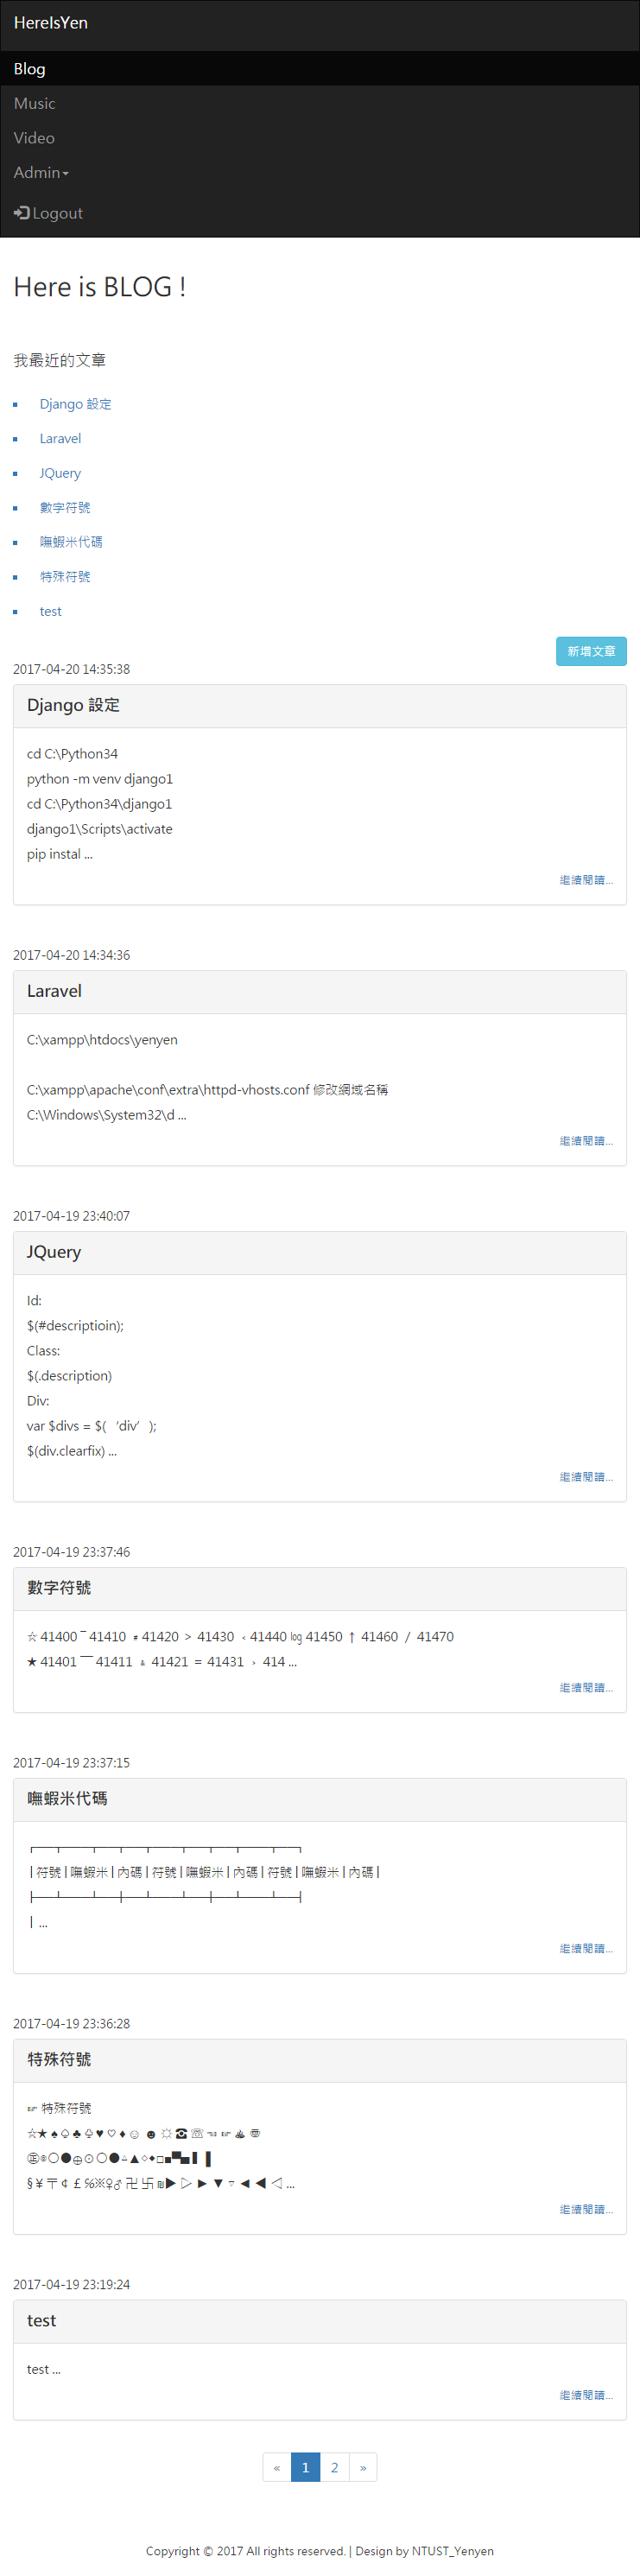 HereIsYen
Blog
Music
Video
Admin
Logout
Here is BLOG !
我最近的文章
Django 設定
Laravel
JQuery
數字符號
嘸蝦米代碼
特殊符號
test
新增文章
2017-04-20 14:35:38
Django 設定
cd C:\Python34
python -m venv django1
cd C:\Python34\django1
django1\Scripts\activate
pip instal ...
繼續閱讀...
2017-04-20 14:34:36
Laravel
C:\xampp\htdocs\yenyen
C:\xampp\apache\conf\extra\httpd-vhosts.conf 修改網域名稱
C:\Windows\System32\d ...
繼續閱讀...
2017-04-19 23:40:07
JQuery
Id:
$(#descriptioin);
Class:
$(.description)
Div:
var $divs = $(‘div’);
$(div.clearfix) ...
繼續閱讀...
2017-04-19 23:37:46
數字符號
☆ 41400 ‾ 41410 ≠ 41420 ＞ 41430 ﹤ 41440 ㏒ 41450 ↑ 41460 ／ 41470
★ 41401 ￣ 41411 ﹠ 41421 ＝ 41431 ﹥ 414 ...
繼續閱讀...
2017-04-19 23:37:15
嘸蝦米代碼
┌──┬───┬──┬──┬───┬──┬──┬───┬──┐
│符號│嘸蝦米│內碼│符號│嘸蝦米│內碼│符號│嘸蝦米│內碼│
├──┴───┴──┼──┴───┴──┼──┴───┴──┤
│ ...
繼續閱讀...
2017-04-19 23:36:28
特殊符號
☞ 特殊符號
☆★♠♤♣♧♥♡♦☺☻☼☎☏☜☞
㊣◎○●⊕⊙○●△▲◇◆□■▀▄▌▐
§￥〒￠￡℅※♀♂卍卐₪▶▷►▼▽◄◀◁ ...
繼續閱讀...
2017-04-19 23:19:24
test
test ...
繼續閱讀...
« 1 2 »
Copyright © 2017 All rights reserved. | Design by NTUST_Yenyen